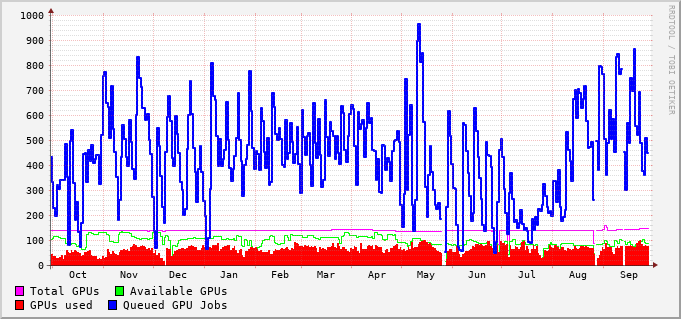 1000
900
800
700
600
500
400
300
200
100
0
Oct Nov Dec Jan Feb Mar Apr May Jun Jul Aug Sep
Total GPUs Available GPUs
GPUs used Queued GPU Jobs
RRDTOOL / TOBI OETIKER